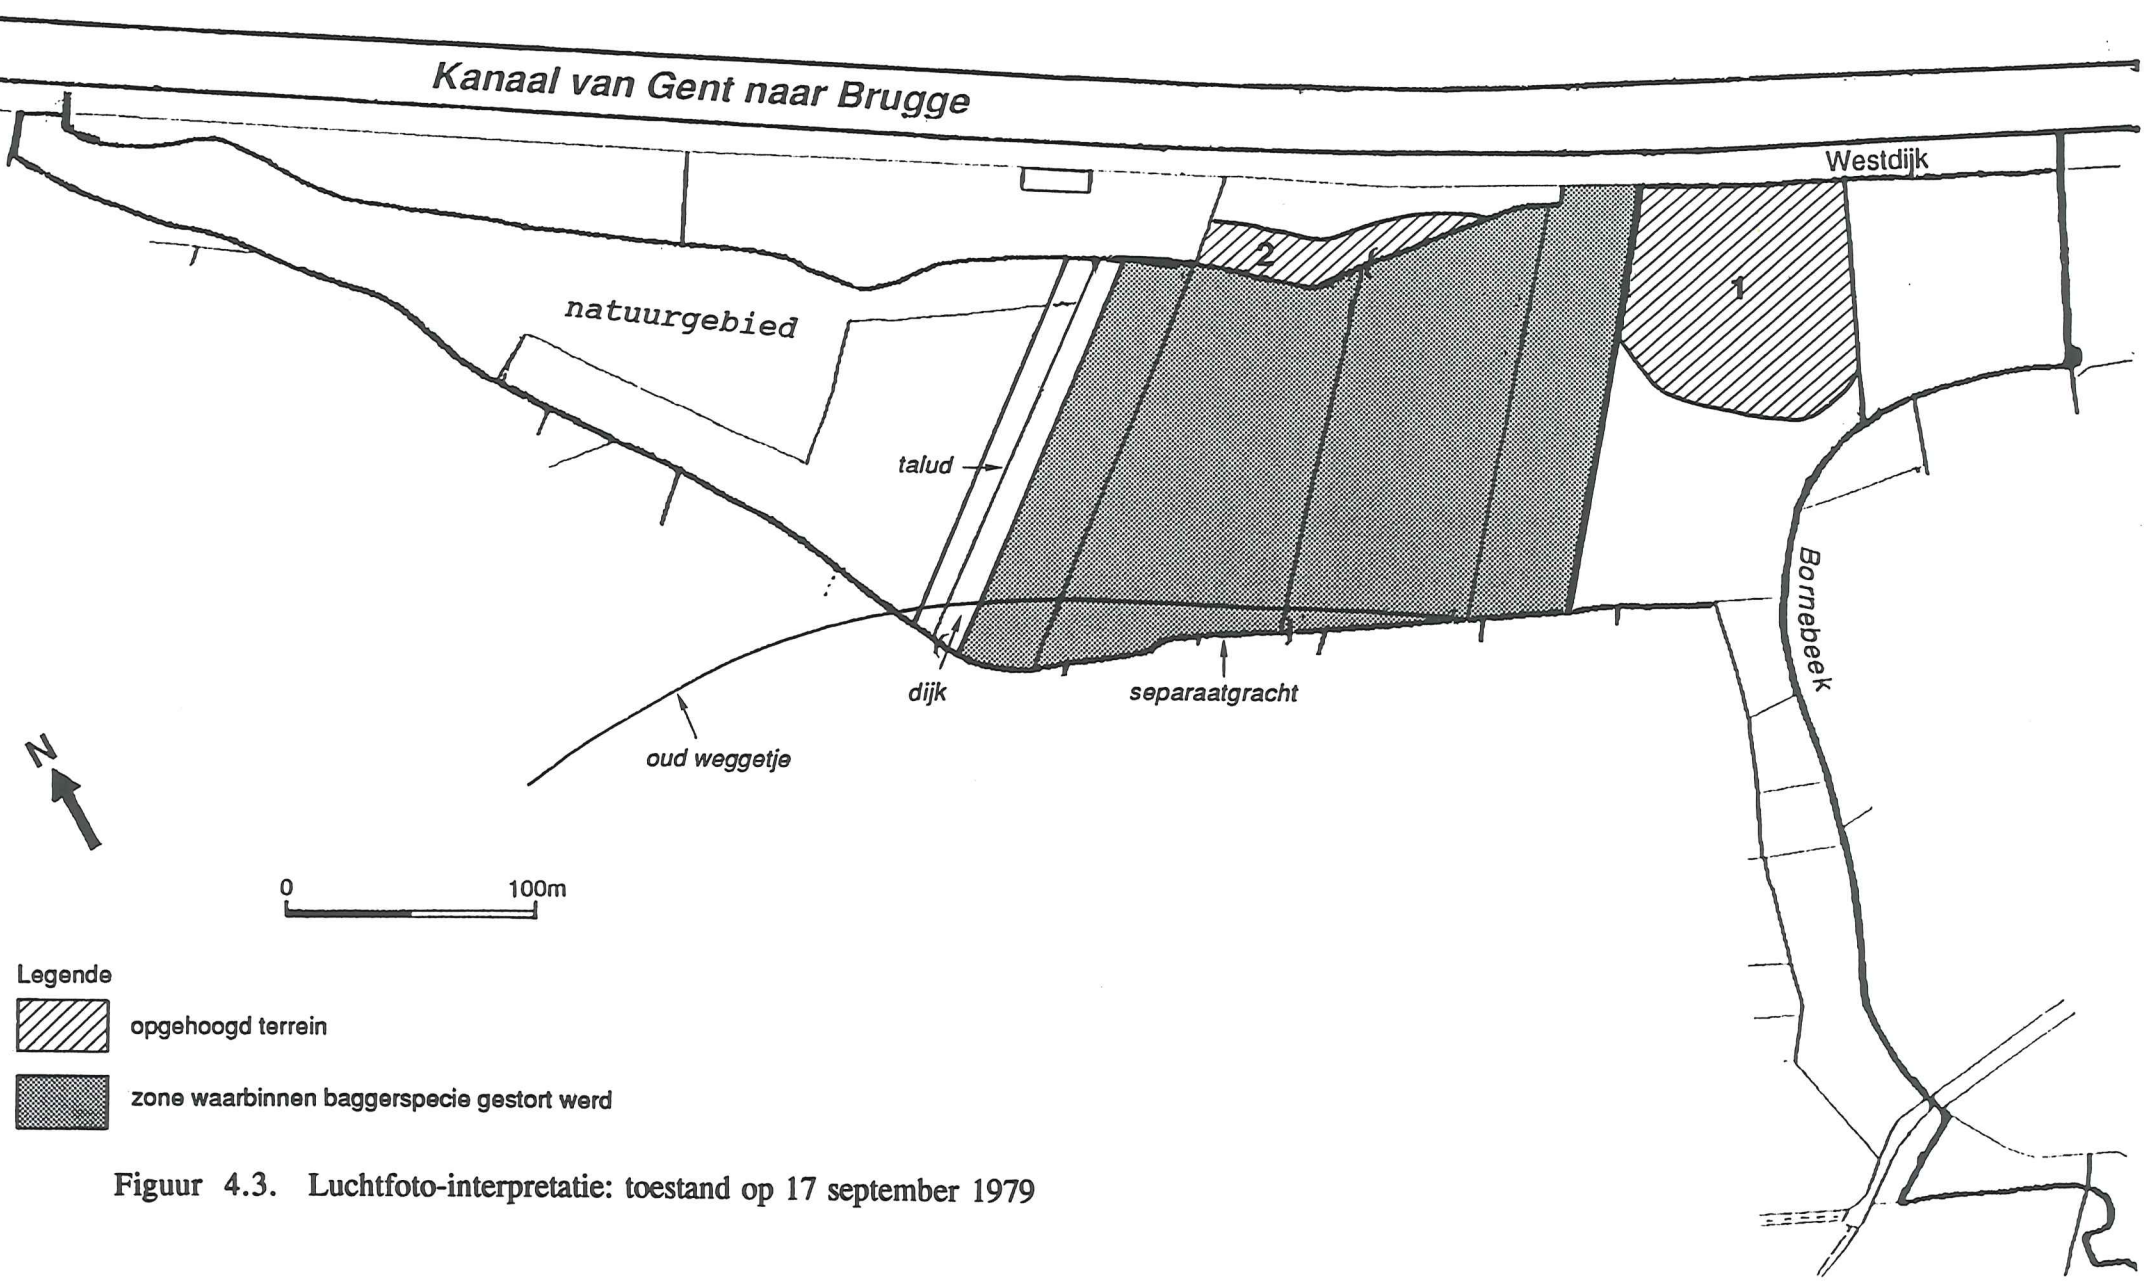 Kanaal van Gent naar Brugge
Westdijk
2
1
natuurgebied
talud
Bornebeek
dijk
separaatgracht
oud weggetje
N
0 100m
Legende
opgehoogd terrein
zone waarbinnen baggerspecie gestort werd
Figuur 4.3. Luchtfoto-interpretatie: toestand op 17 september 1979